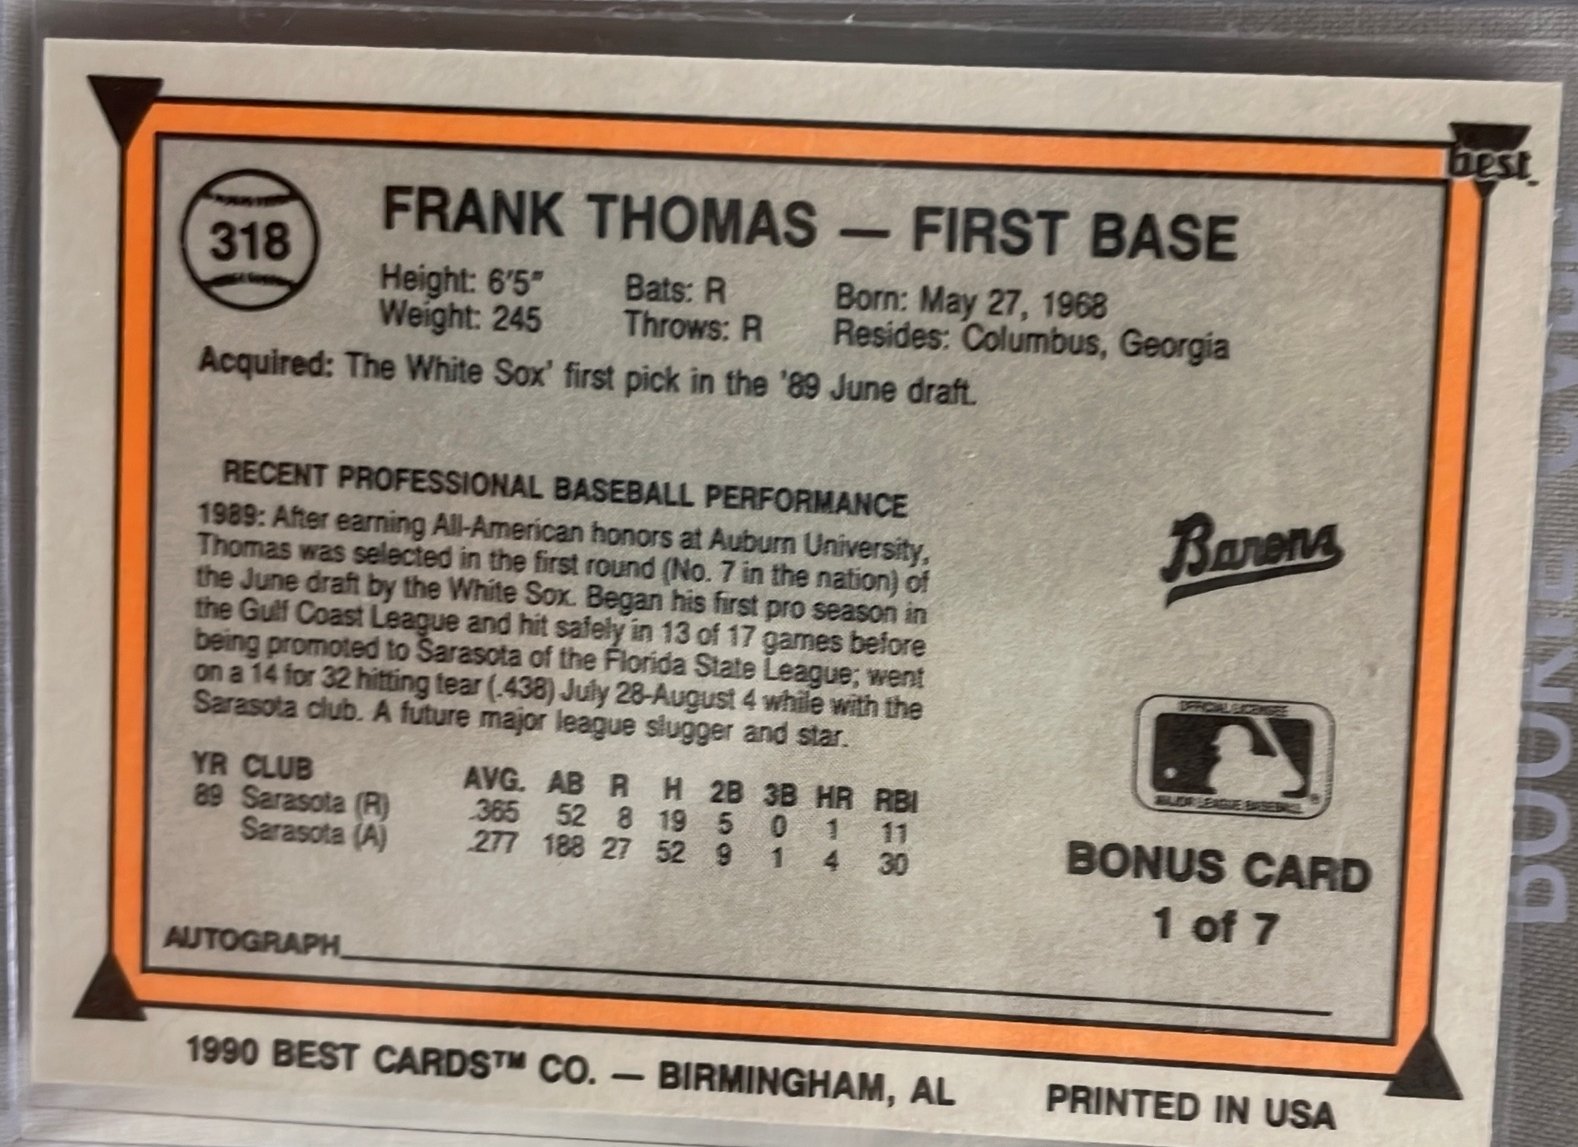 best
318
FRANK THOMAS — FIRST BASE
Height: 6'5" Bats: R Born: May 27, 1968
Weight: 245 Throws: R Resides: Columbus, Georgia
Acquired: The White Sox' first pick in the '89 June draft.
RECENT PROFESSIONAL BASEBALL PERFORMANCE
1989: After earning All-American honors at Auburn University,
Thomas was selected in the first round (No. 7 in the nation) of
the June draft by the White Sox. Began his first pro season in
the Gulf Coast League and hit safely in 13 of 17 games before
being promoted to Sarasota of the Florida State League; went
on a 14 for 32 hitting tear (.438) July 28-August 4 while with the
Sarasota club. A future major league slugger and star.
Barons
YR CLUB AVG. AB R H 2B 3B HR RBI
89 Sarasota (R) .365 52 8 19 5 0 1 11
Sarasota (A) .277 188 27 52 9 1 4 30
OFFICIAL LICENSEE
MAJOR LEAGUE BASEBALL
BONUS CARD
1 of 7
AUTOGRAPH
1990 BEST CARDS™ CO. — BIRMINGHAM, AL PRINTED IN USA